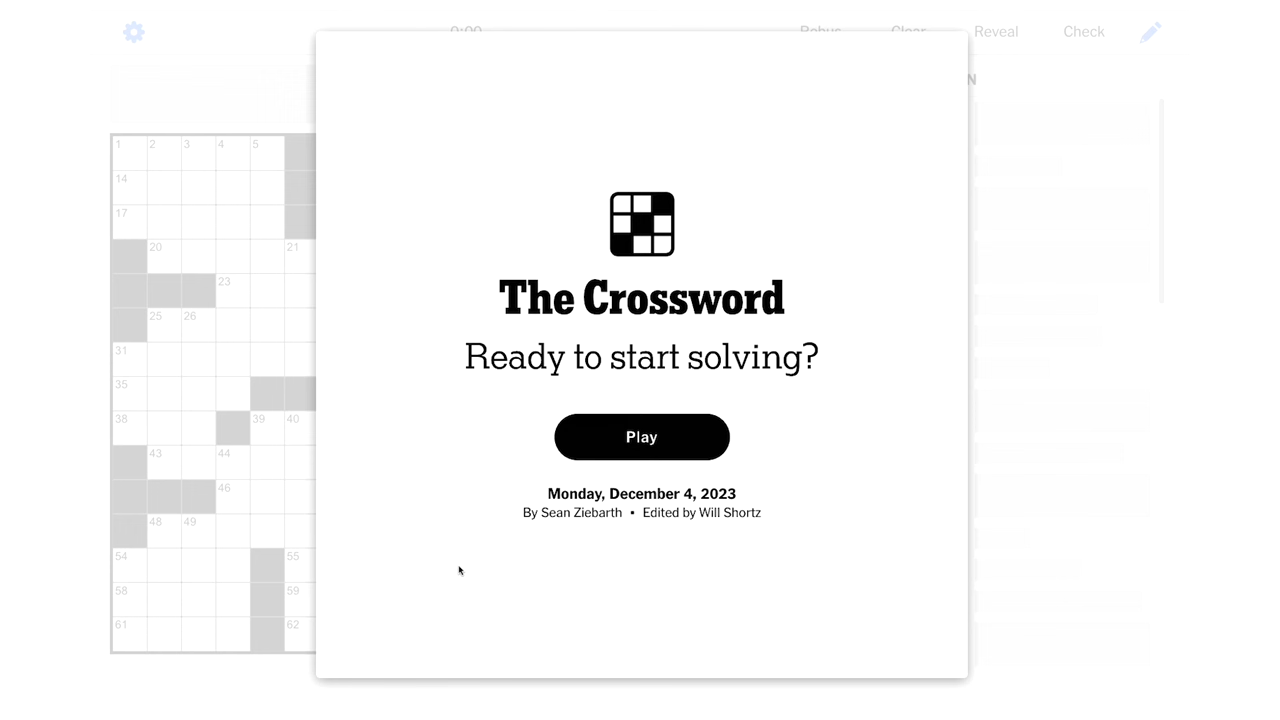 0:00 Rebus Clear Reveal Check
N
The Crossword
Ready to start solving?
Play
Monday, December 4, 2023
By Sean Ziebarth • Edited by Will Shortz
1 2 3 4 5
14
17
20 21
23
25 26
31
35
38 39 40
43 44
46
48 49
54 55
58 59
61 62